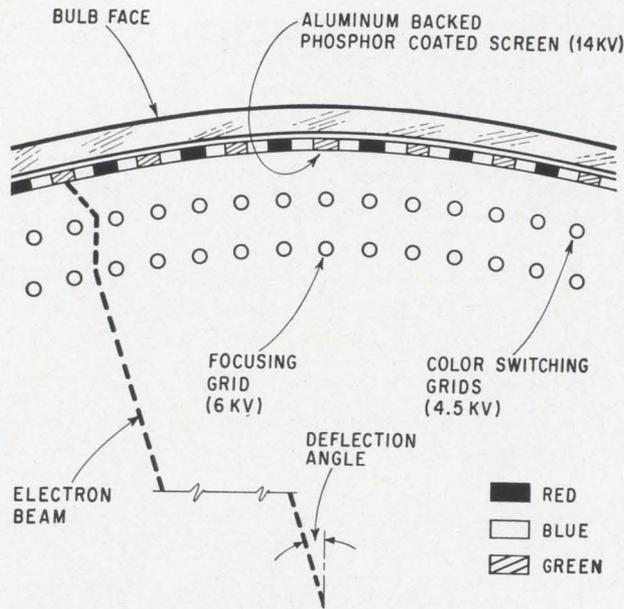 BULB FACE
ALUMINUM BACKED
PHOSPHOR COATED SCREEN (14KV)
FOCUSING
GRID
(6 KV)
COLOR SWITCHING
GRIDS
(4.5 KV)
DEFLECTION
ANGLE
ELECTRON
BEAM
RED
BLUE
GREEN